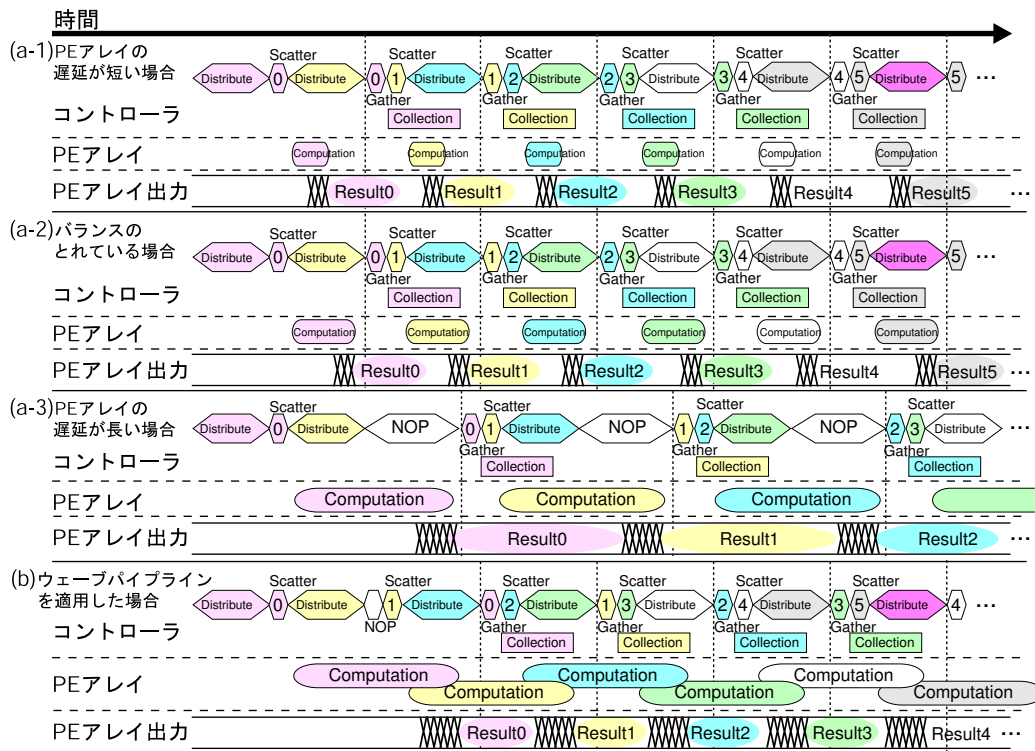 時間
(a-1)PEアレイの
遅延が短い場合
コントローラ
Scatter Scatter Scatter Scatter Scatter Scatter
Distribute 0 Distribute 0 1 Distribute 1 2 Distribute 2 3 Distribute 3 4 Distribute 4 5 Distribute 5 ...
Gather Gather Gather Gather Gather
Collection Collection Collection Collection Collection
PEアレイ
Computation Computation Computation Computation Computation Computation
PEアレイ出力
Result0 Result1 Result2 Result3 Result4 Result5 ...
(a-2)バランスの
とれている場合
コントローラ
Scatter Scatter Scatter Scatter Scatter Scatter
Distribute 0 Distribute 0 1 Distribute 1 2 Distribute 2 3 Distribute 3 4 Distribute 4 5 Distribute 5 ...
Gather Gather Gather Gather Gather
Collection Collection Collection Collection Collection
PEアレイ
Computation Computation Computation Computation Computation Computation
PEアレイ出力
Result0 Result1 Result2 Result3 Result4 Result5 ...
(a-3)PEアレイの
遅延が長い場合
コントローラ
Scatter Scatter Scatter Scatter
Distribute 0 Distribute NOP 0 1 Distribute NOP 1 2 Distribute NOP 2 3 Distribute ...
Gather Gather Gather
Collection Collection Collection
PEアレイ
Computation Computation Computation
PEアレイ出力
Result0 Result1 Result2 ...
(b)ウェーブパイプライン
を適用した場合
コントローラ
Scatter Scatter Scatter Scatter Scatter Scatter
Distribute 0 Distribute 1 Distribute 0 2 Distribute 1 3 Distribute 2 4 Distribute 3 5 Distribute 4 ...
NOP Gather Gather Gather Gather
Collection Collection Collection Collection
PEアレイ
Computation Computation Computation
Computation Computation Computation
PEアレイ出力
Result0 Result1 Result2 Result3 Result4 ...